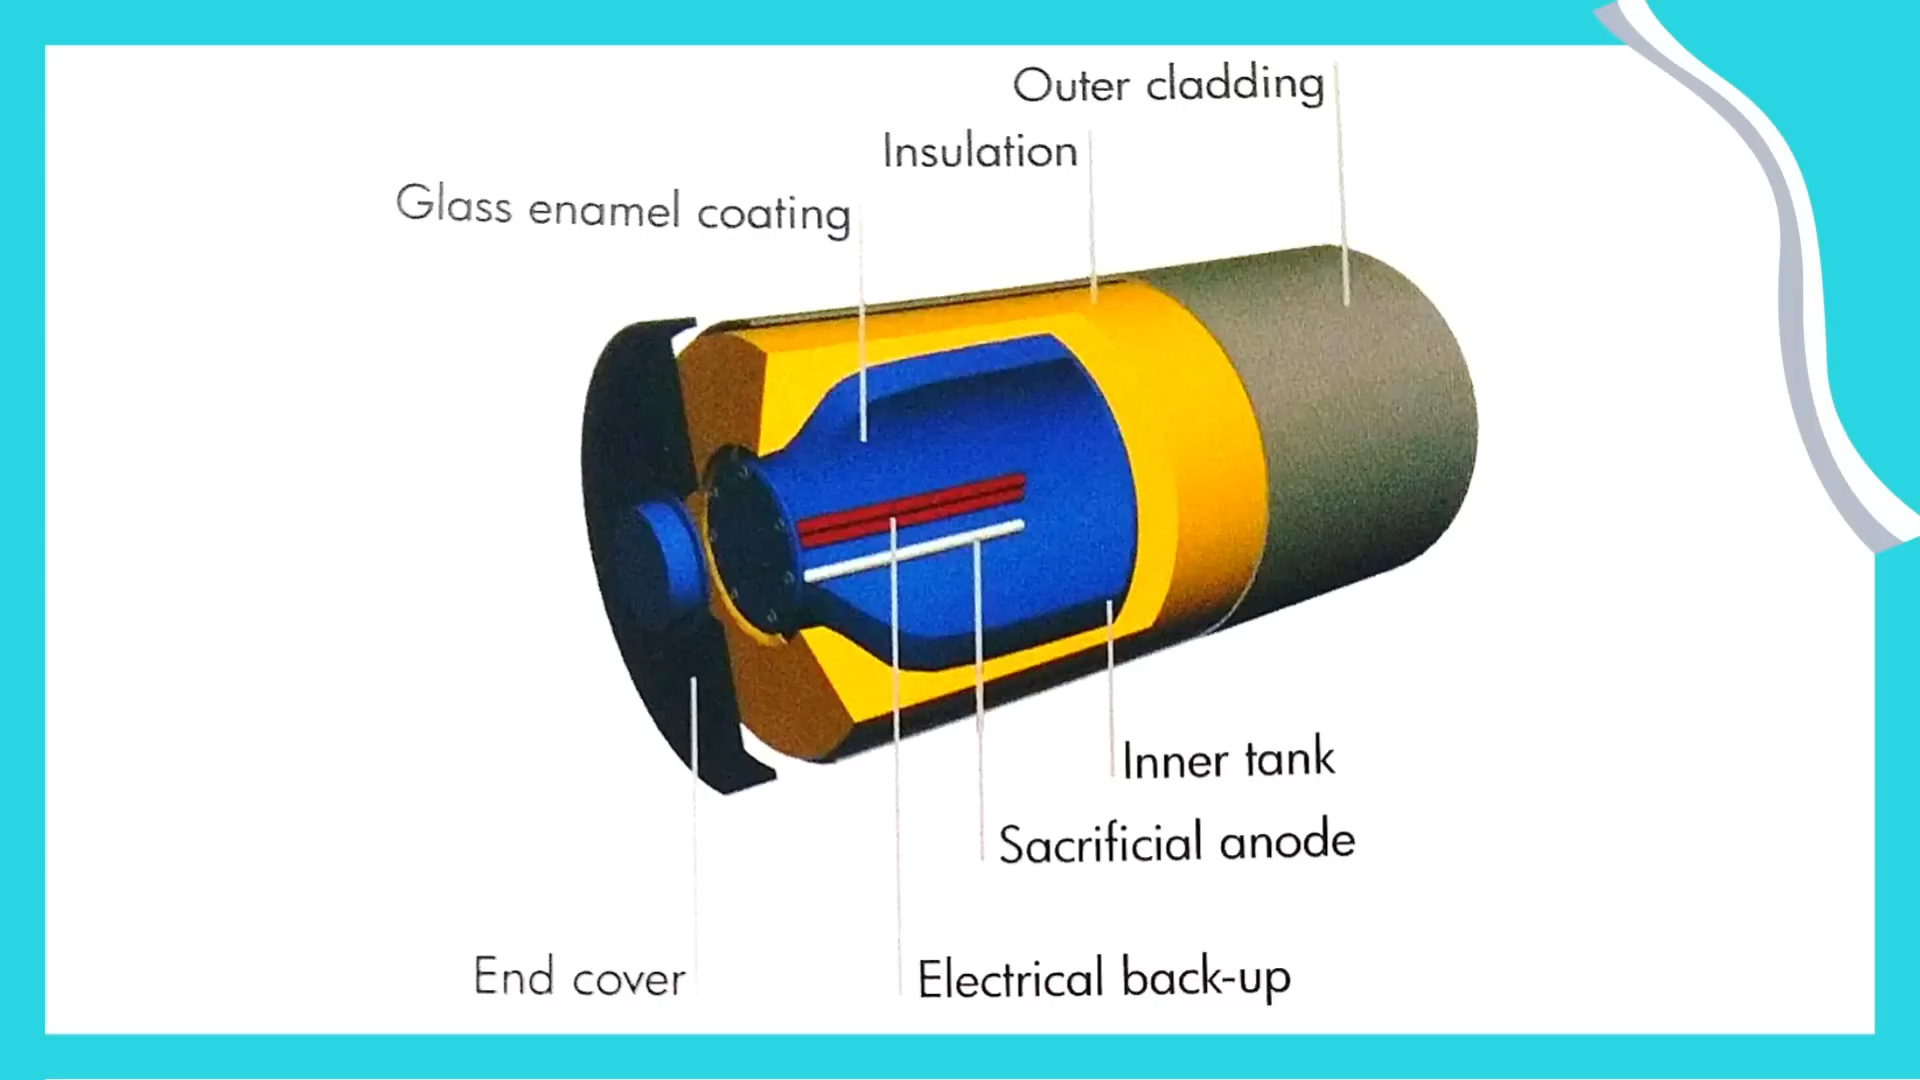 Outer cladding
Insulation
Glass enamel coating
Inner tank
Sacrificial anode
End cover
Electrical back-up